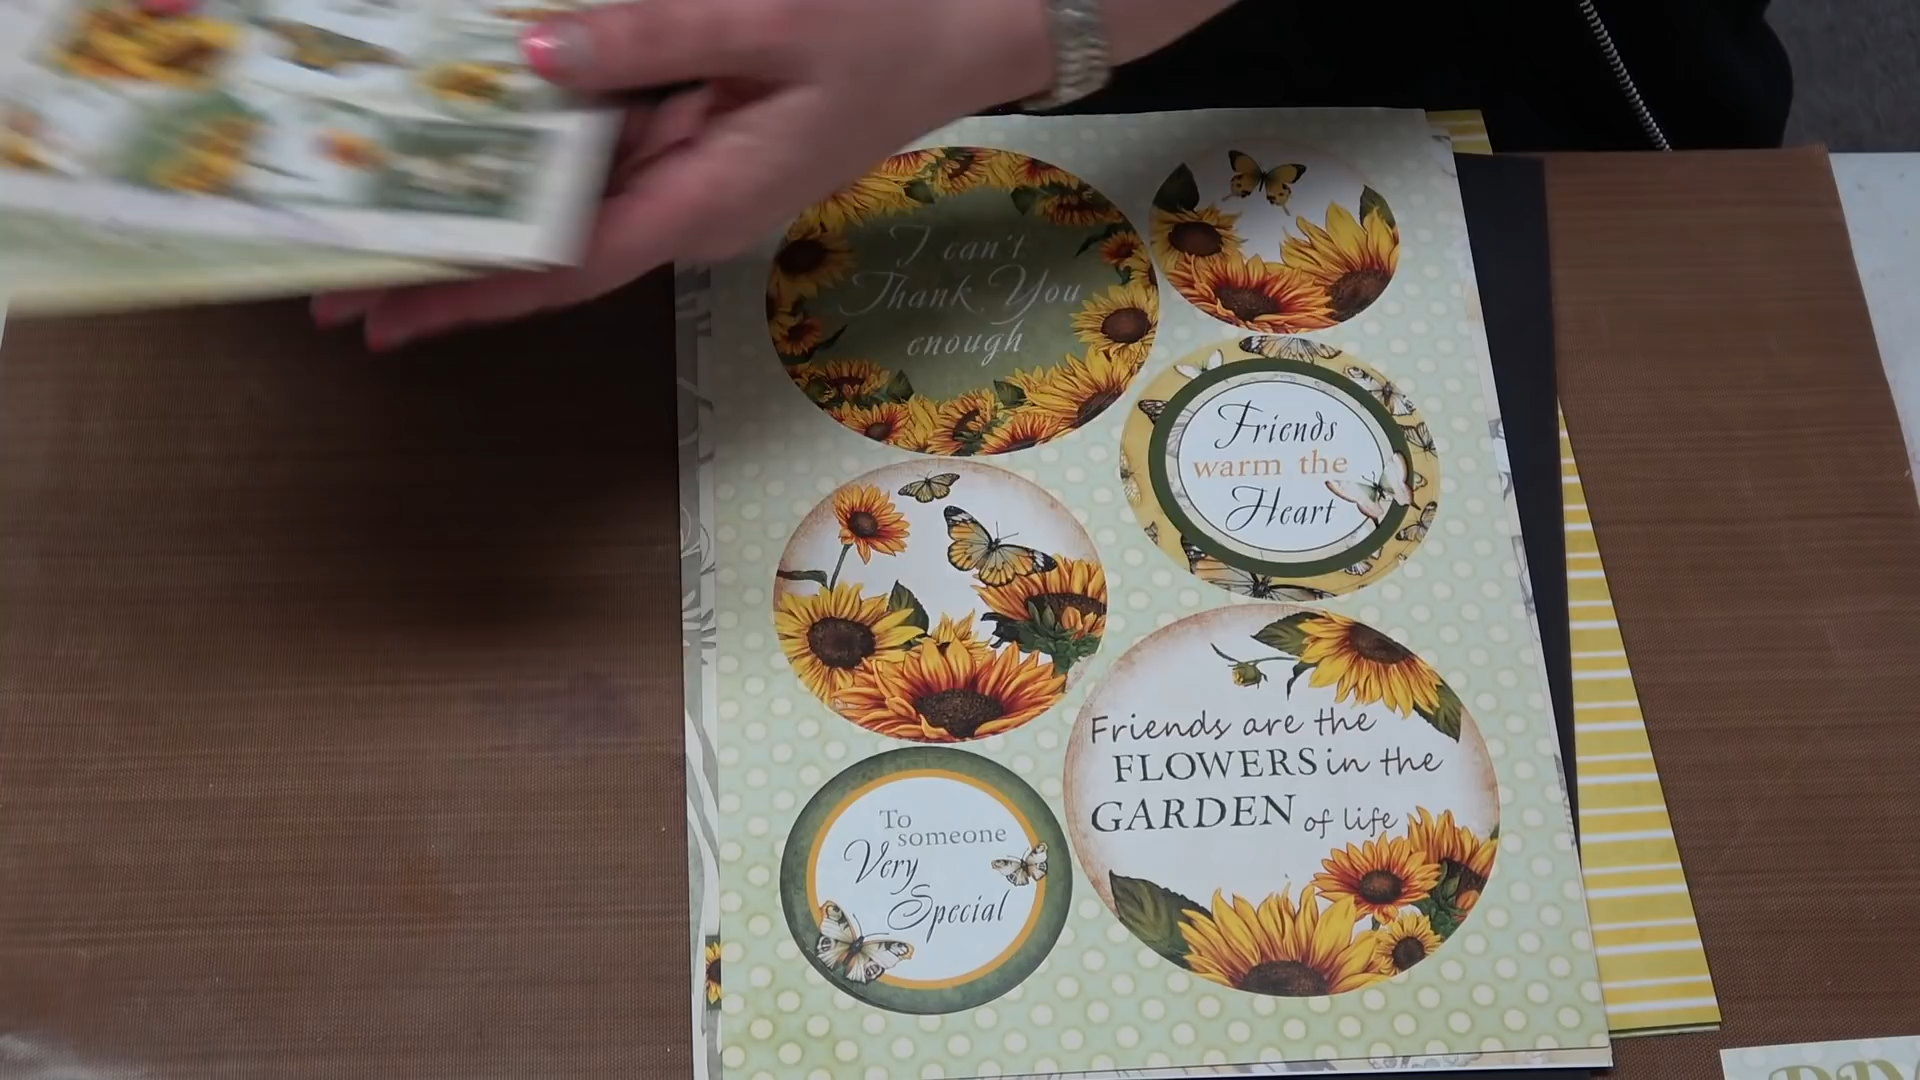 I can't
Thank You
enough
Friends
warm the
Heart
Friends are the
FLOWERS in the
GARDEN of life
To
someone
Very
Special